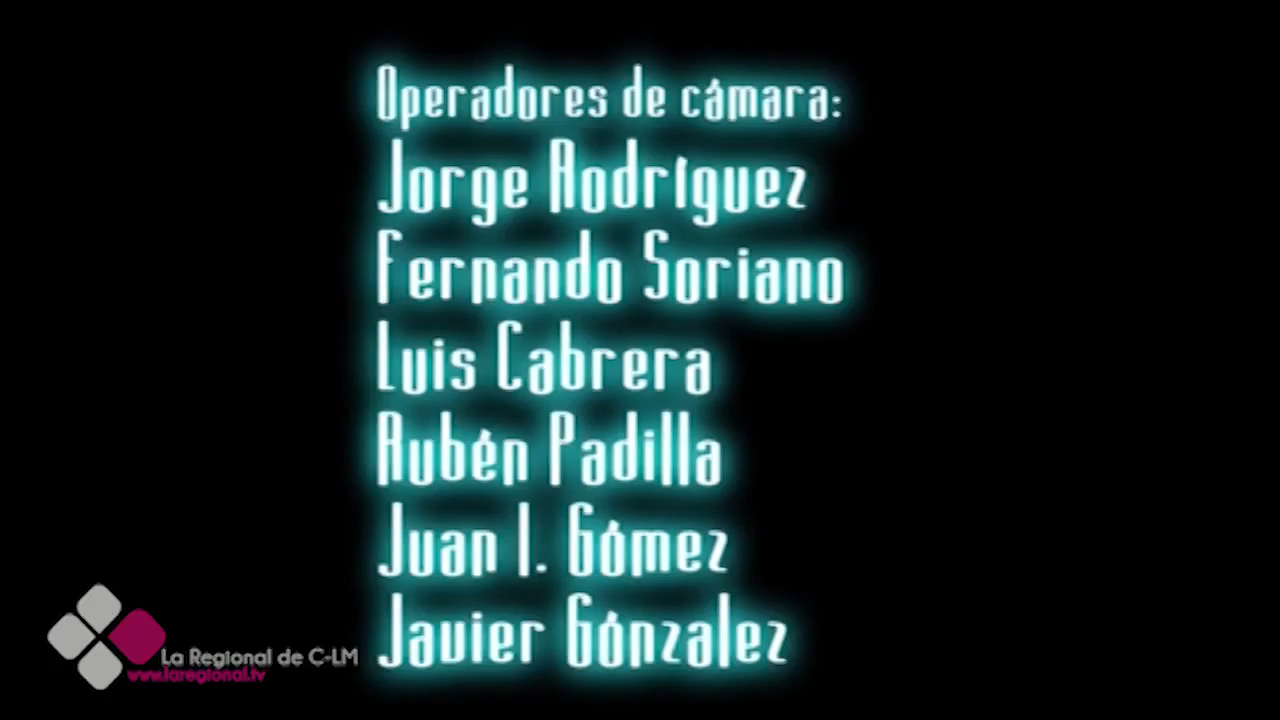 Operadores de cámara:
Jorge Rodríguez
Fernando Soriano
Luis Cabrera
Rubén Padilla
Juan I. Gómez
Javier Gónzalez
La Regional de C-LM
www.laregional.tv